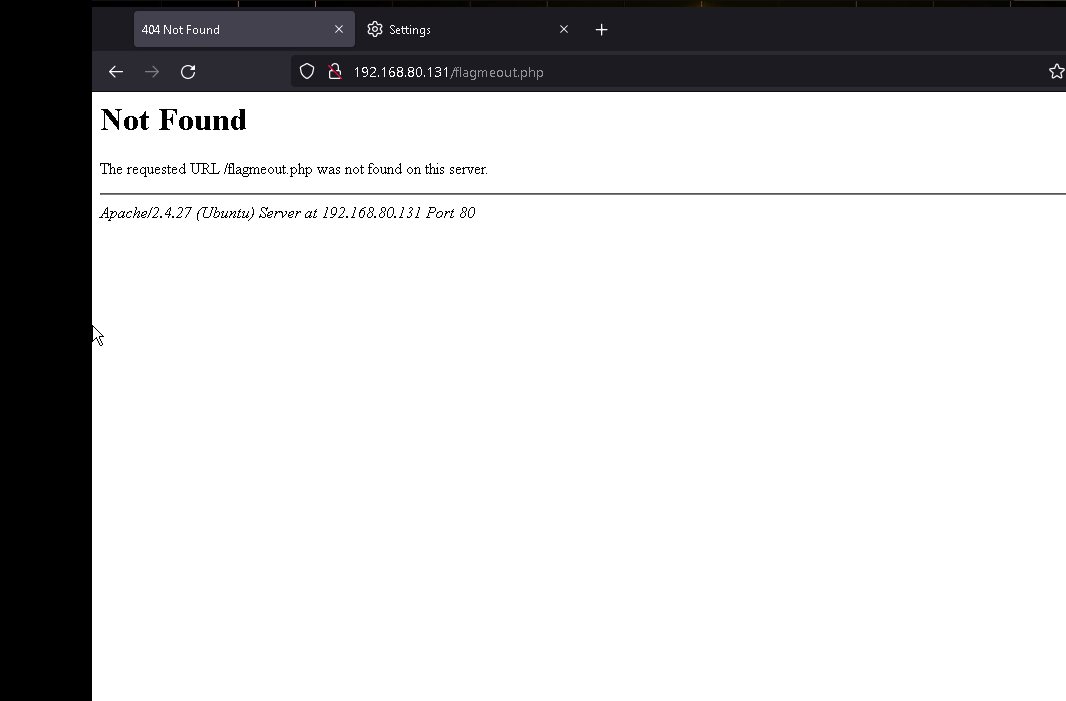 404 Not Found
Settings
192.168.80.131/flagmeout.php
Not Found
The requested URL /flagmeout.php was not found on this server.
Apache/2.4.27 (Ubuntu) Server at 192.168.80.131 Port 80